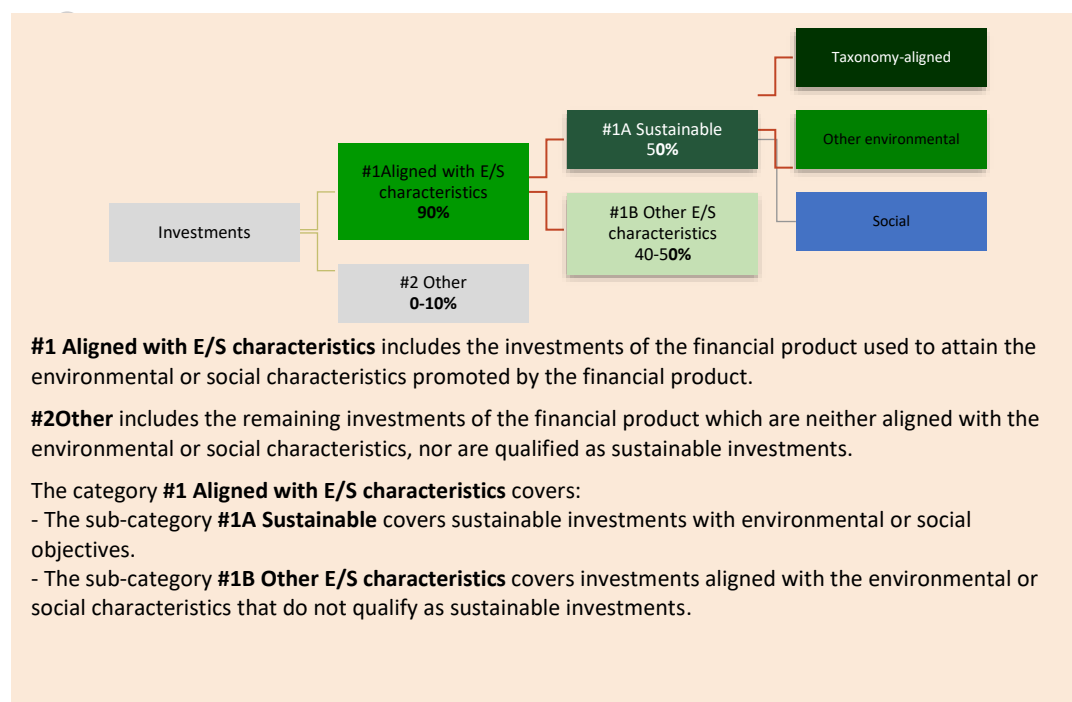 Taxonomy-aligned
#1A Sustainable
50%
Other environmental
#1Aligned with E/S
characteristics
90%
#1B Other E/S
characteristics
40-50%
Social
Investments
#2 Other
0-10%
#1 Aligned with E/S characteristics includes the investments of the financial product used to attain the
environmental or social characteristics promoted by the financial product.
#2Other includes the remaining investments of the financial product which are neither aligned with the
environmental or social characteristics, nor are qualified as sustainable investments.
The category #1 Aligned with E/S characteristics covers:
- The sub-category #1A Sustainable covers sustainable investments with environmental or social
objectives.
- The sub-category #1B Other E/S characteristics covers investments aligned with the environmental or
social characteristics that do not qualify as sustainable investments.